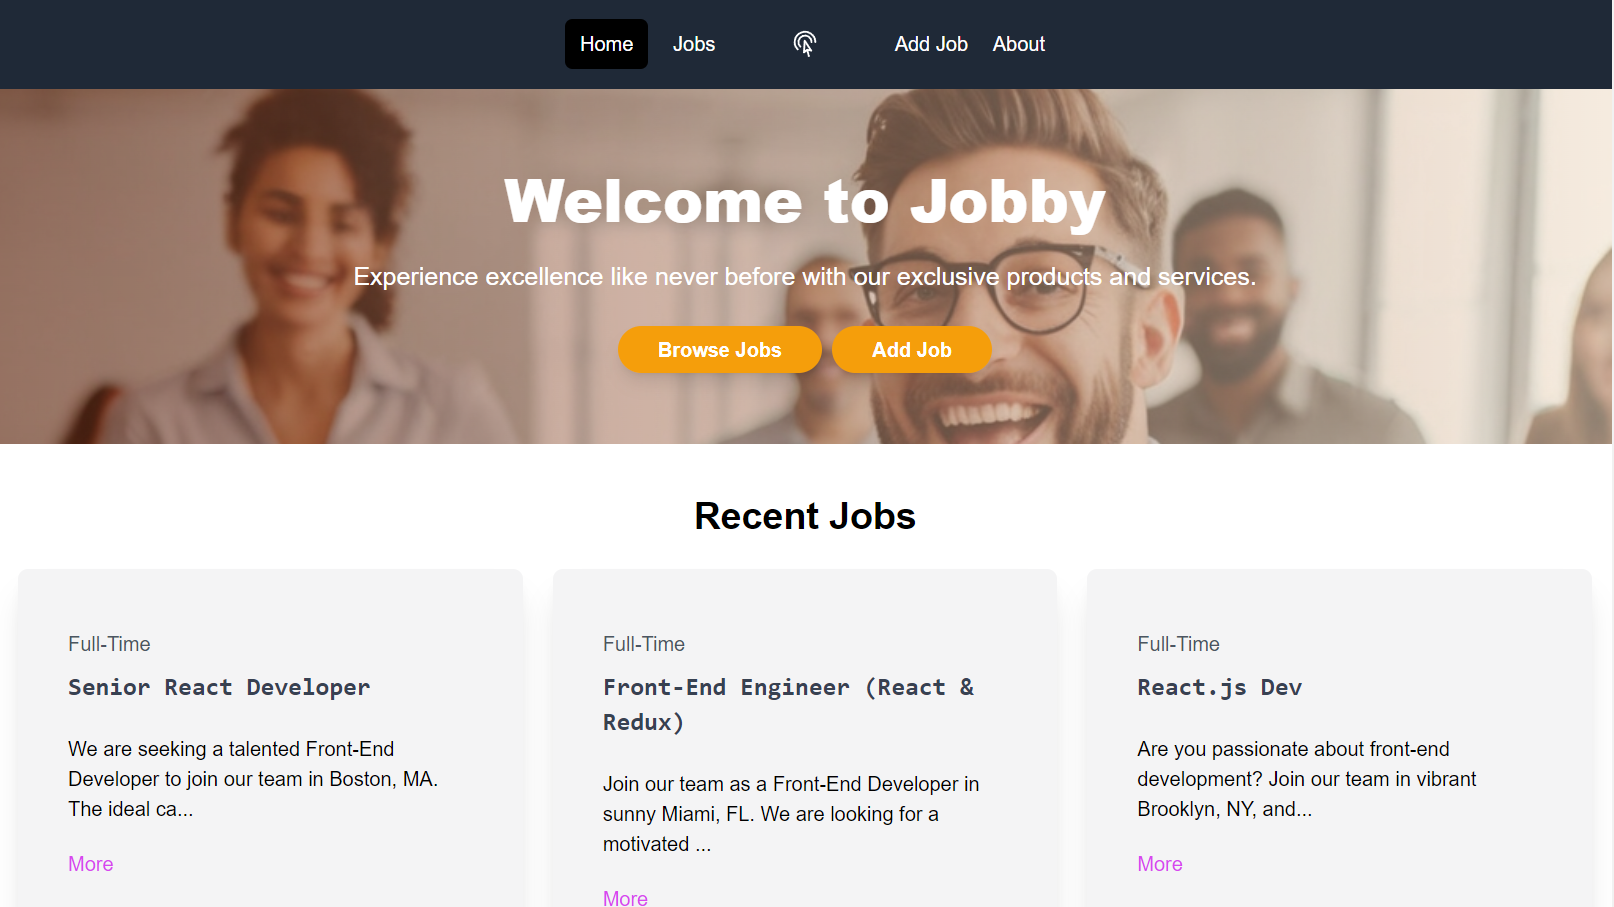 Home Jobs Add Job About
Welcome to Jobby
Experience excellence like never before with our exclusive products and services.
Browse Jobs Add Job
Recent Jobs
Full-Time
Senior React Developer
We are seeking a talented Front-End
Developer to join our team in Boston, MA.
The ideal ca...
More
Full-Time
Front-End Engineer (React &
Redux)
Join our team as a Front-End Developer in
sunny Miami, FL. We are looking for a
motivated ...
More
Full-Time
React.js Dev
Are you passionate about front-end
development? Join our team in vibrant
Brooklyn, NY, and...
More